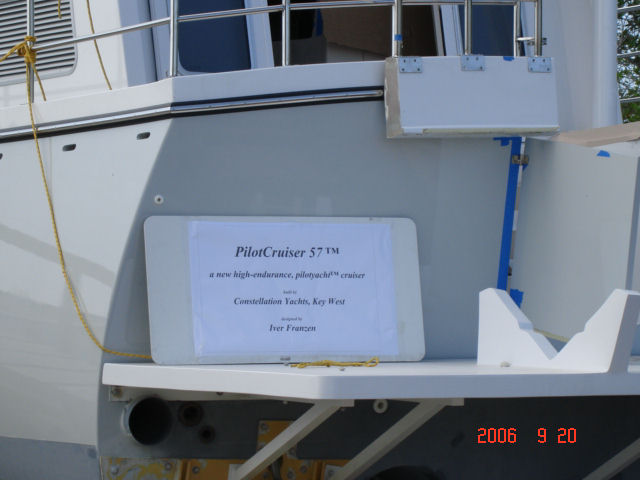 PilotCruiser 57™
a new high-endurance, pilotyacht™ cruiser
built by
Constellation Yachts, Key West
designed by
Iver Franzen
2006 9 20